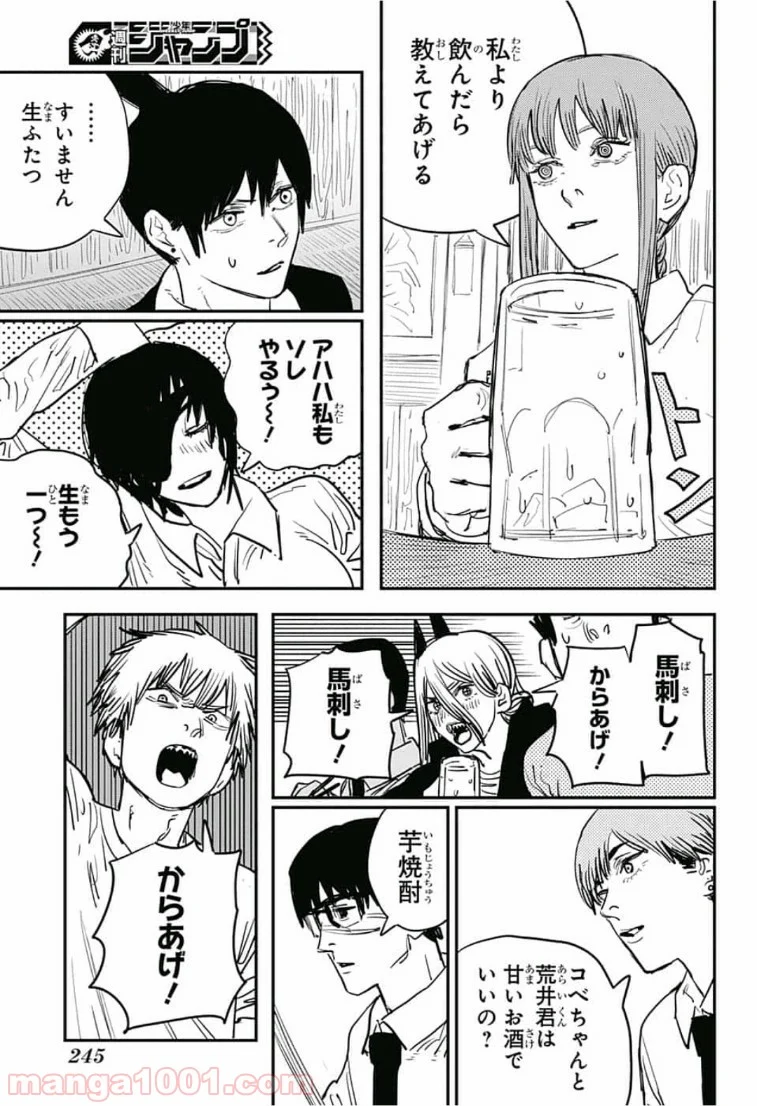 週刊
少年
ジャンプ
私より
飲んだら
教えてあげる
トン
……
すいません
生ふたつ
アハハ私も
ソレ
やるぅ〜！
生もう
一つ〜！
馬刺し！
からあげ！
馬刺し！
からあげ！
コベちゃんと
荒井君は
甘いお酒で
いいの？
芋焼酎
245
manga1001.com